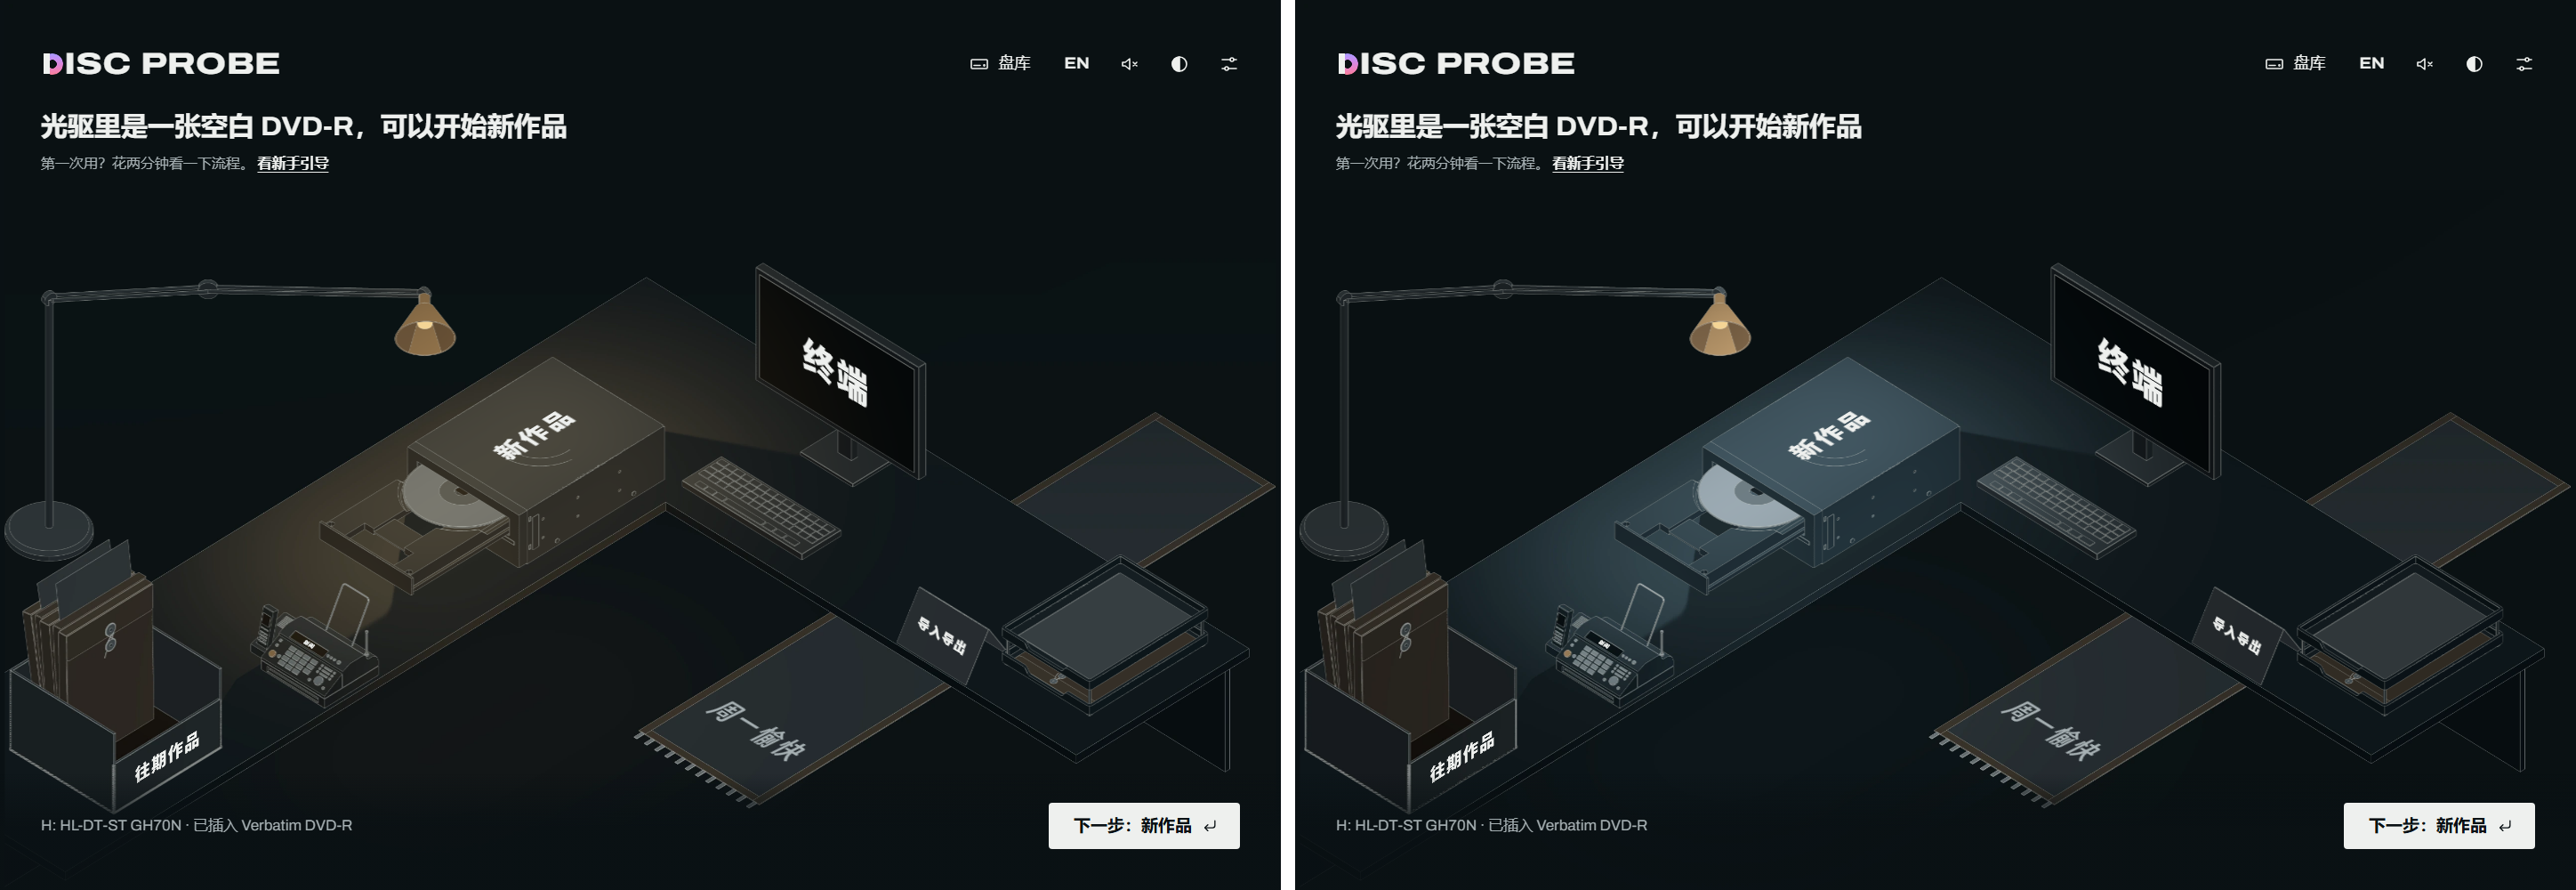 DISC PROBE
盘库 EN
光驱里是一张空白 DVD-R，可以开始新作品
第一次用？花两分钟看一下流程。 看新手引导
终端
新作品
导入导出
周一愉快
往期作品
H: HL-DT-ST GH70N · 已插入 Verbatim DVD-R
下一步：新作品
DISC PROBE
盘库 EN
光驱里是一张空白 DVD-R，可以开始新作品
第一次用？花两分钟看一下流程。 看新手引导
终端
新作品
导入导出
周一愉快
往期作品
H: HL-DT-ST GH70N · 已插入 Verbatim DVD-R
下一步：新作品